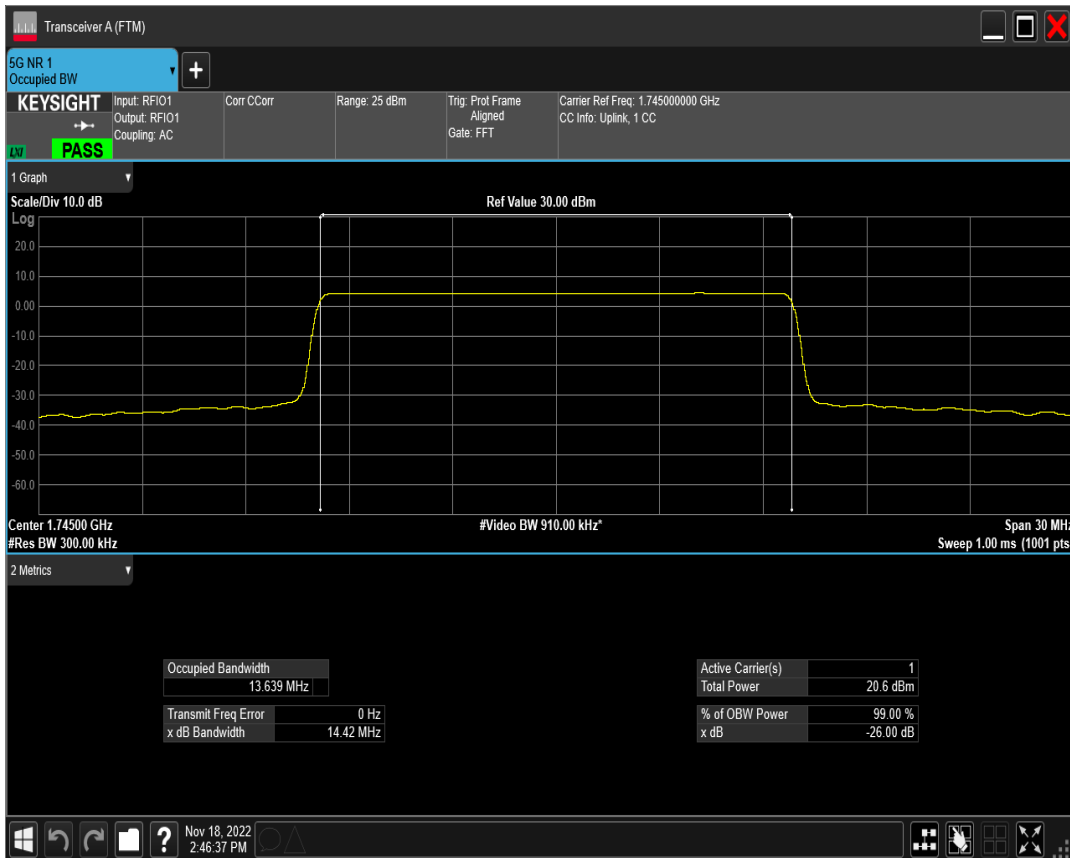 Transceiver A (FTM)
5G NR 1
Occupied BW
+
KEYSIGHT
LXI
PASS
Input: RFIO1
Output: RFIO1
Coupling: AC
Corr CCorr
Range: 25 dBm
Trig: Prot Frame
Aligned
Gate: FFT
Carrier Ref Freq: 1.745000000 GHz
CC Info: Uplink, 1 CC
1 Graph
Scale/Div 10.0 dB
Ref Value 30.00 dBm
Log
20.0
10.0
0.00
-10.0
-20.0
-30.0
-40.0
-50.0
-60.0
Center 1.74500 GHz
#Video BW 910.00 kHz*
Span 30 MHz
#Res BW 300.00 kHz
Sweep 1.00 ms (1001 pts
2 Metrics
Occupied Bandwidth
13.639 MHz
Transmit Freq Error 0 Hz
x dB Bandwidth 14.42 MHz
Active Carrier(s) 1
Total Power 20.6 dBm
% of OBW Power 99.00 %
x dB -26.00 dB
?
Nov 18, 2022
2:46:37 PM